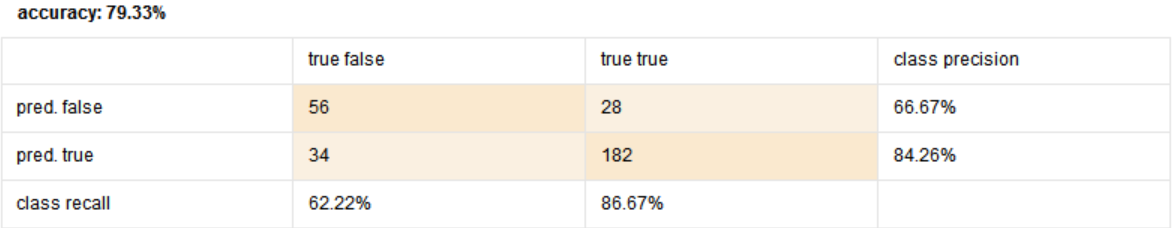 accuracy: 79.33%
true false true true class precision
pred. false 56 28 66.67%
pred. true 34 182 84.26%
class recall 62.22% 86.67%